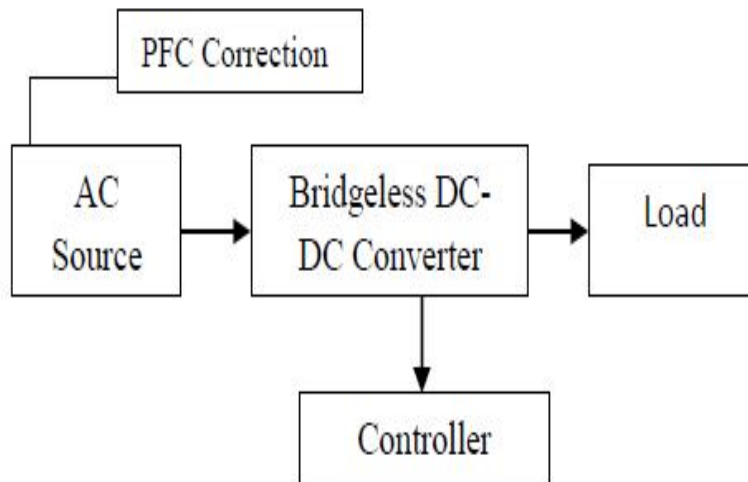 PFC Correction
AC
Source
Bridgeless DC-
DC Converter
Load
Controller